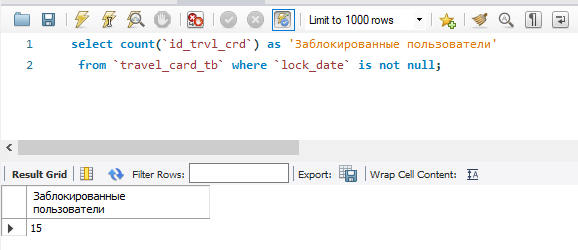 Limit to 1000 rows
1 select count(`id_trvl_crd`) as 'Заблокированные пользователи'
2 from `travel_card_tb` where `lock_date` is not null;
Result Grid Filter Rows: Export: Wrap Cell Content: IA
Заблокированные
пользователи
15